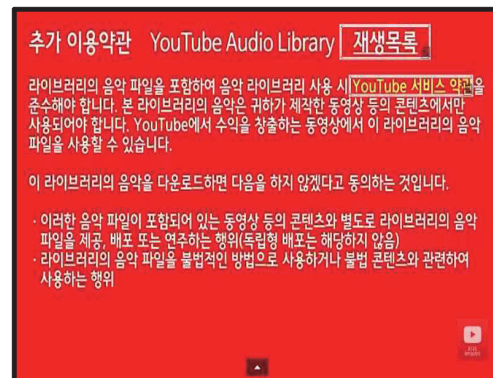 추가 이용약관 YouTube Audio Library 재생목록
라이브러리의 음악 파일을 포함하여 음악 라이브러리 사용 시 YouTube 서비스 약관을
준수해야 합니다. 본 라이브러리의 음악은 귀하가 제작한 동영상 등의 콘텐츠에서만
사용되어야 합니다. YouTube에서 수익을 창출하는 동영상에서 이 라이브러리의 음악
파일을 사용할 수 있습니다.
이 라이브러리의 음악을 다운로드하면 다음을 하지 않겠다고 동의하는 것입니다.
· 이러한 음악 파일이 포함되어 있는 동영상 등의 콘텐츠와 별도로 라이브러리의 음악
파일을 제공, 배포 또는 연주하는 행위(독립형 배포는 해당하지 않음)
· 라이브러리의 음악 파일을 불법적인 방법으로 사용하거나 불법 콘텐츠와 관련하여
사용하는 행위